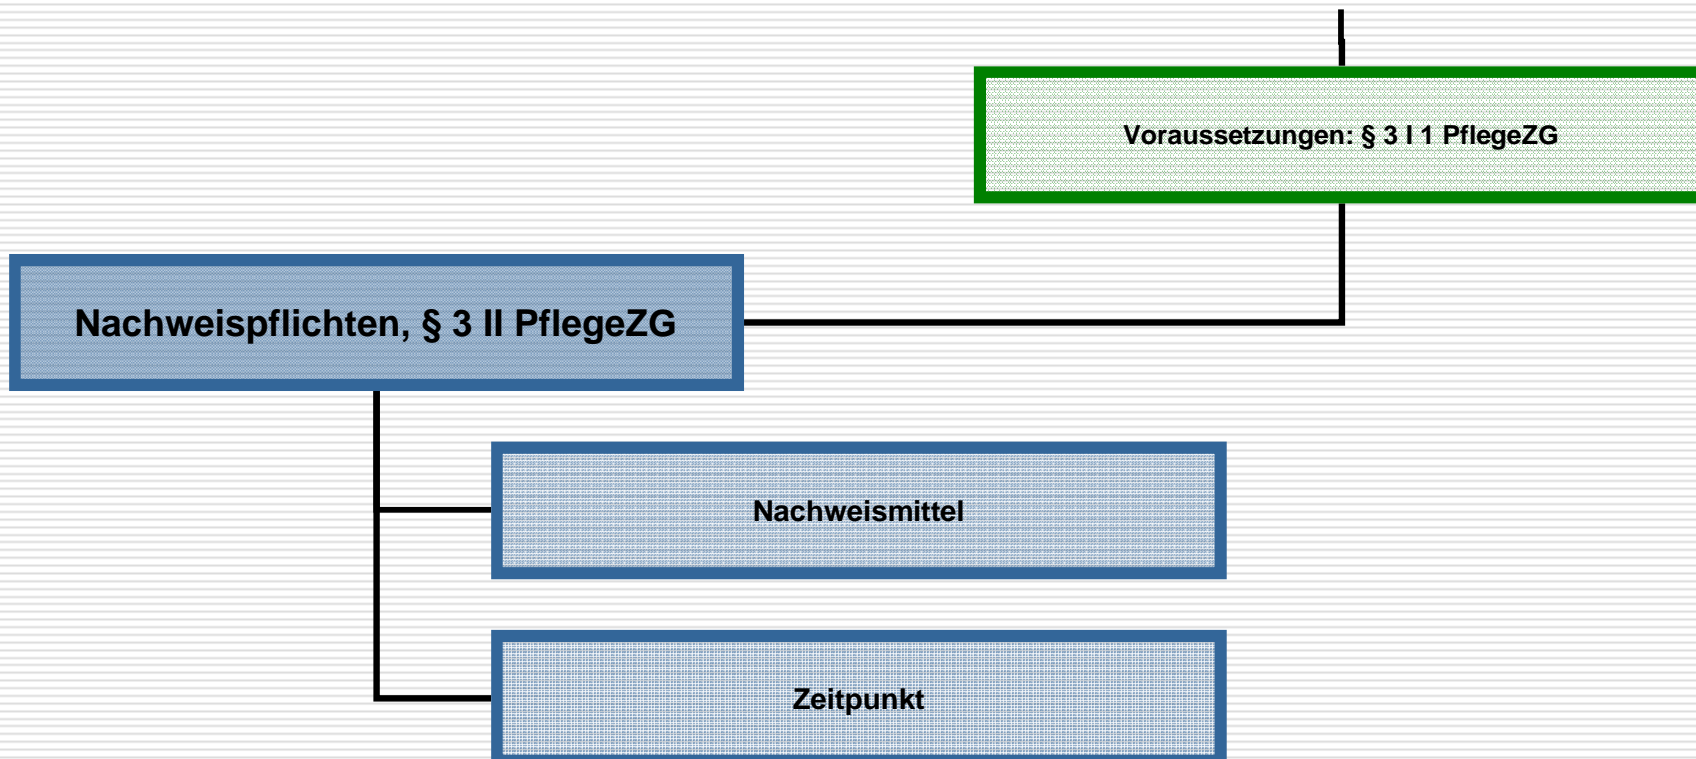 Voraussetzungen: § 3 I 1 PflegeZG
Nachweispflichten, § 3 II PflegeZG
Nachweismittel
Zeitpunkt